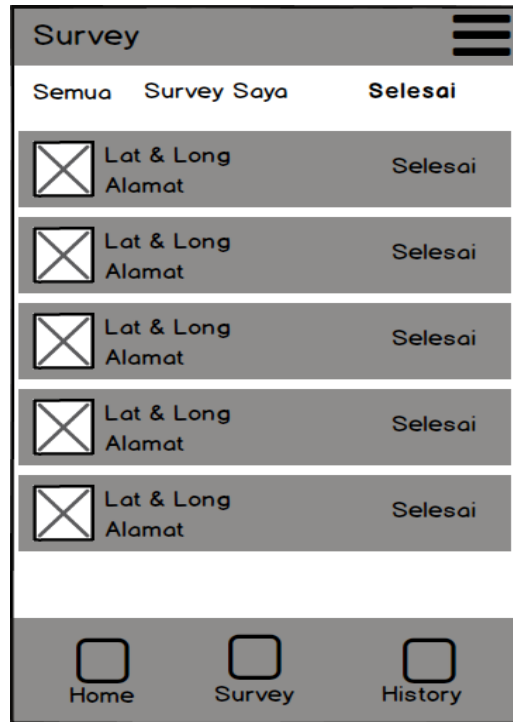 Survey
Semua Survey Saya Selesai
Lat & Long
Alamat
Selesai
Lat & Long
Alamat
Selesai
Lat & Long
Alamat
Selesai
Lat & Long
Alamat
Selesai
Lat & Long
Alamat
Selesai
Home Survey History